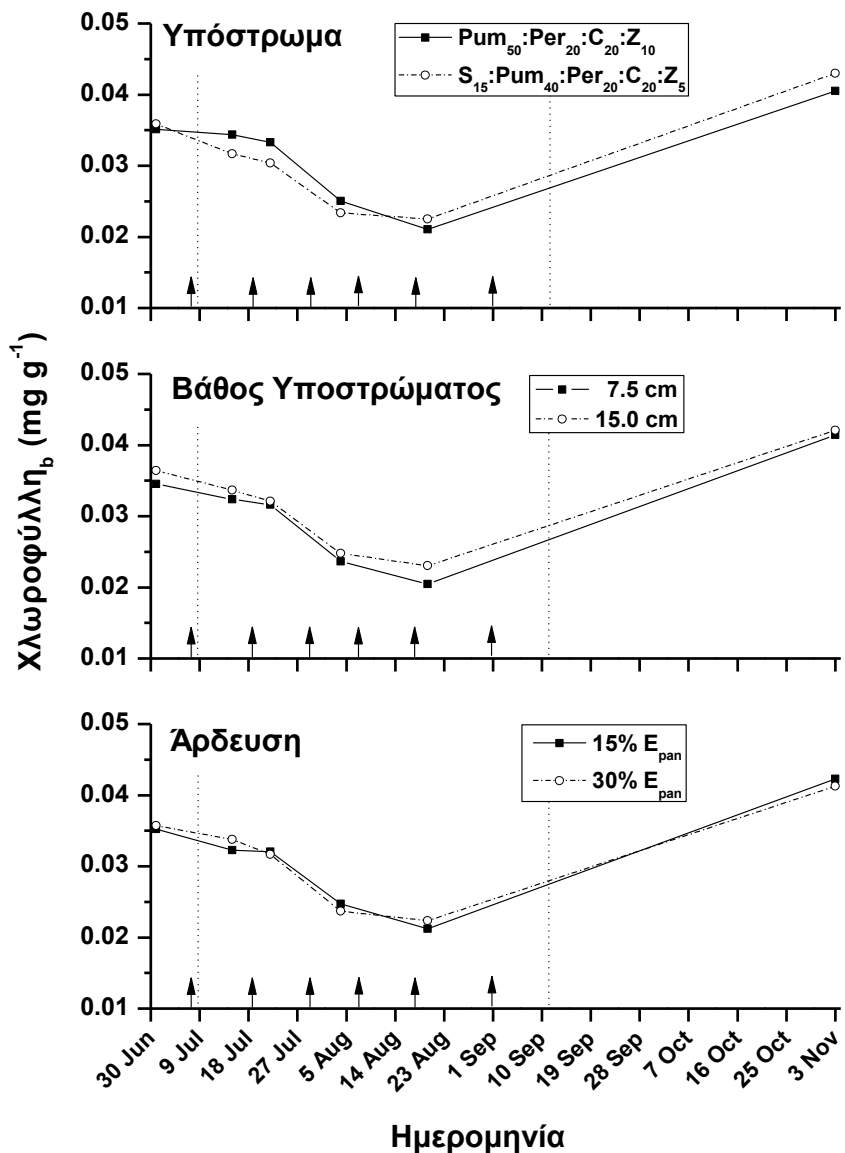 Χλωροφύλλη_b (mg g⁻¹)
Υπόστρωμα
Pum₅₀:Per₂₀:C₂₀:Z₁₀
S₁₅:Pum₄₀:Per₂₀:C₂₀:Z₅
0.05
0.04
0.03
0.02
0.01
Βάθος Υποστρώματος
7.5 cm
15.0 cm
0.05
0.04
0.03
0.02
0.01
Άρδευση
15% E_pan
30% E_pan
0.05
0.04
0.03
0.02
0.01
30 Jun
9 Jul
18 Jul
27 Jul
5 Aug
14 Aug
23 Aug
1 Sep
10 Sep
19 Sep
28 Sep
7 Oct
16 Oct
25 Oct
3 Nov
Ημερομηνία